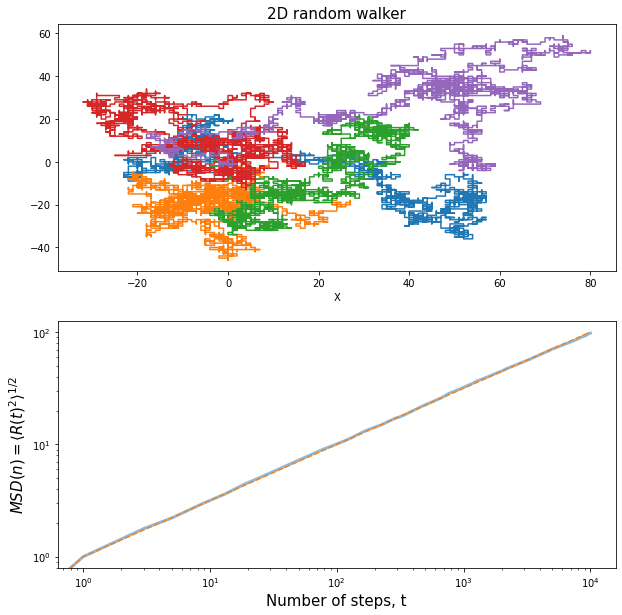 2D random walker
60
40
20
0
−20
−40
−20 0 20 40 60 80
X
10²
10¹
10⁰
MSD(n) = ⟨R(t)²⟩^{1/2}
10⁰ 10¹ 10² 10³ 10⁴
Number of steps, t